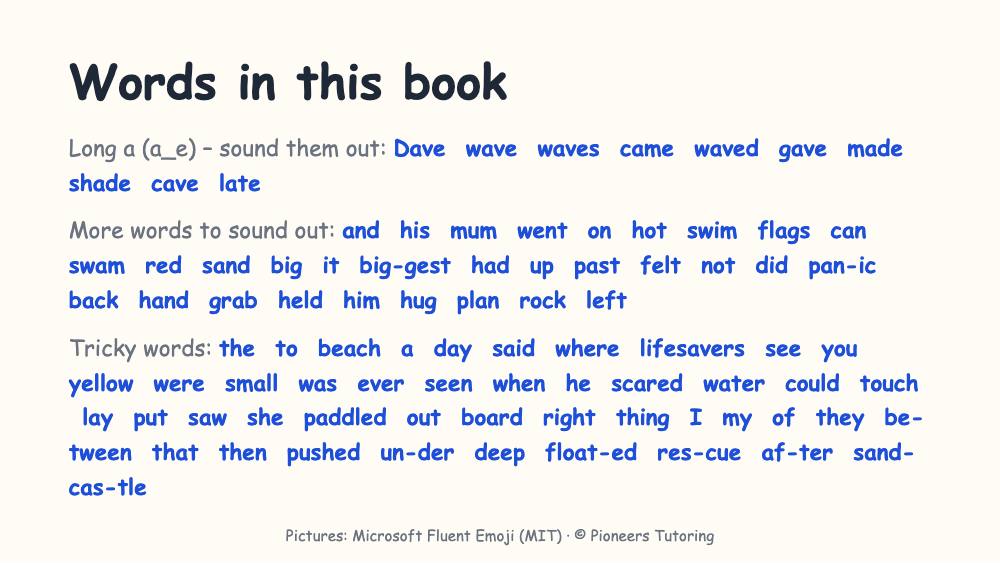 Words in this book
Long a (a_e) – sound them out: Dave wave waves came waved gave made
shade cave late
More words to sound out: and his mum went on hot swim flags can
swam red sand big it big-gest had up past felt not did pan-ic
back hand grab held him hug plan rock left
Tricky words: the to beach a day said where lifesavers see you
yellow were small was ever seen when he scared water could touch
lay put saw she paddled out board right thing I my of they be-
tween that then pushed un-der deep float-ed res-cue af-ter sand-
cas-tle
Pictures: Microsoft Fluent Emoji (MIT) · © Pioneers Tutoring